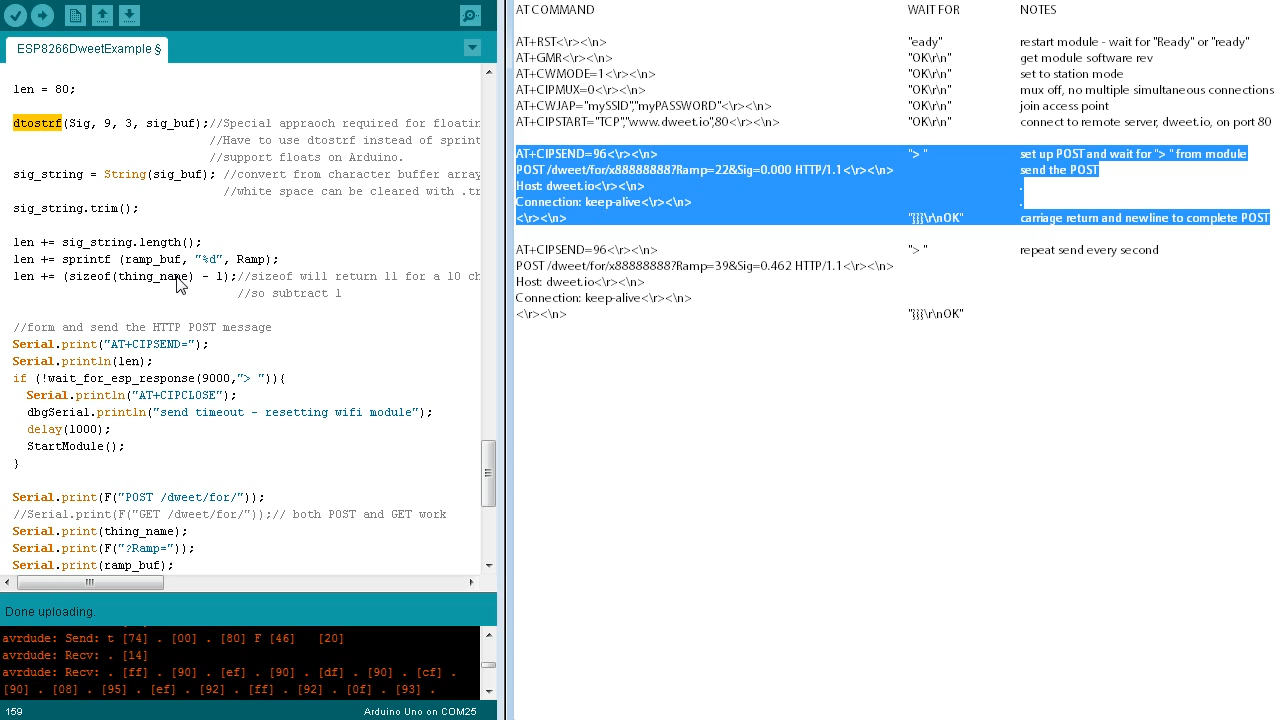 ESP8266DweetExample §
len = 80;
dtostrf(Sig, 9, 3, sig_buf);//Special appraoch required for floatin
//Have to use dtostrf instead of sprint
//support floats on Arduino.
sig_string = String(sig_buf); //convert from character buffer array
//white space can be cleared with .tr
sig_string.trim();
len += sig_string.length();
len += sprintf (ramp_buf, "%d", Ramp);
len += (sizeof(thing_name) - 1);//sizeof will return 11 for a 10 ch
//so subtract 1
//form and send the HTTP POST message
Serial.print("AT+CIPSEND=");
Serial.println(len);
if (!wait_for_esp_response(9000,"> ")){
Serial.println("AT+CIPCLOSE");
dbgSerial.println("send timeout - resetting wifi module");
delay(1000);
StartModule();
}
Serial.print(F("POST /dweet/for/"));
//Serial.print(F("GET /dweet/for/"));// both POST and GET work
Serial.print(thing_name);
Serial.print(F("?Ramp="));
Serial.print(ramp_buf);
Done uploading.
avrdude: Send: t [74] . [00] . [80] F [46]   [20]
avrdude: Recv: . [14]
avrdude: Recv: . [ff] . [90] . [ef] . [90] . [df] . [90] . [cf] .
[90] . [08] . [95] . [ef] . [92] . [ff] . [92] . [0f] . [93] .
159 Arduino Uno on COM25
AT COMMAND WAIT FOR NOTES
AT+RST<\r><\n> "eady" restart module - wait for "Ready" or "ready"
AT+GMR<\r><\n> "OK\r\n" get module software rev
AT+CWMODE=1<\r><\n> "OK\r\n" set to station mode
AT+CIPMUX=0<\r><\n> "OK\r\n" mux off, no multiple simultaneous connections
AT+CWJAP="mySSID","myPASSWORD"<\r><\n> "OK\r\n" join access point
AT+CIPSTART="TCP","www.dweet.io",80<\r><\n> "OK\r\n" connect to remote server, dweet.io, on port 80
AT+CIPSEND=96<\r><\n> "> " set up POST and wait for "> " from module
POST /dweet/for/x88888888?Ramp=22&Sig=0.000 HTTP/1.1<\r><\n> send the POST
Host: dweet.io<\r><\n> .
Connection: keep-alive<\r><\n> .
<\r><\n> "}}}\r\nOK" carriage return and newline to complete POST
AT+CIPSEND=96<\r><\n> "> " repeat send every second
POST /dweet/for/x88888888?Ramp=39&Sig=0.462 HTTP/1.1<\r><\n>
Host: dweet.io<\r><\n>
Connection: keep-alive<\r><\n>
<\r><\n> "}}}\r\nOK"